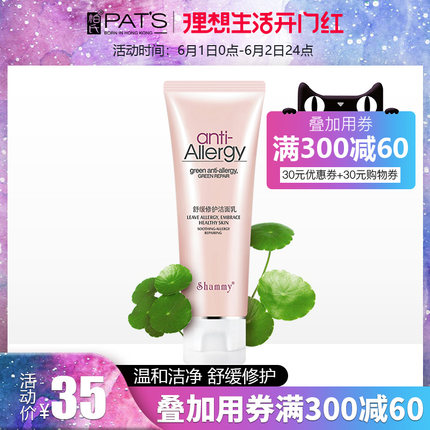 柏氏
PAT'S
BORN IN HONG KONG
理想生活开门红
活动时间：6月1日0点-6月2日24点
叠加用券
满300减60
30元优惠券+30元购物券
anti-
Allergy
green anti-allergy,
GREEN REPAIR
舒缓修护洁面乳
LEAVE ALLERGY, EMBRACE
HEALTHY SKIN
SOOTHING ALLERGE
REPAIRING
Shammy®
温和洁净 舒缓修护
活动价
¥35
叠加用券满300减60